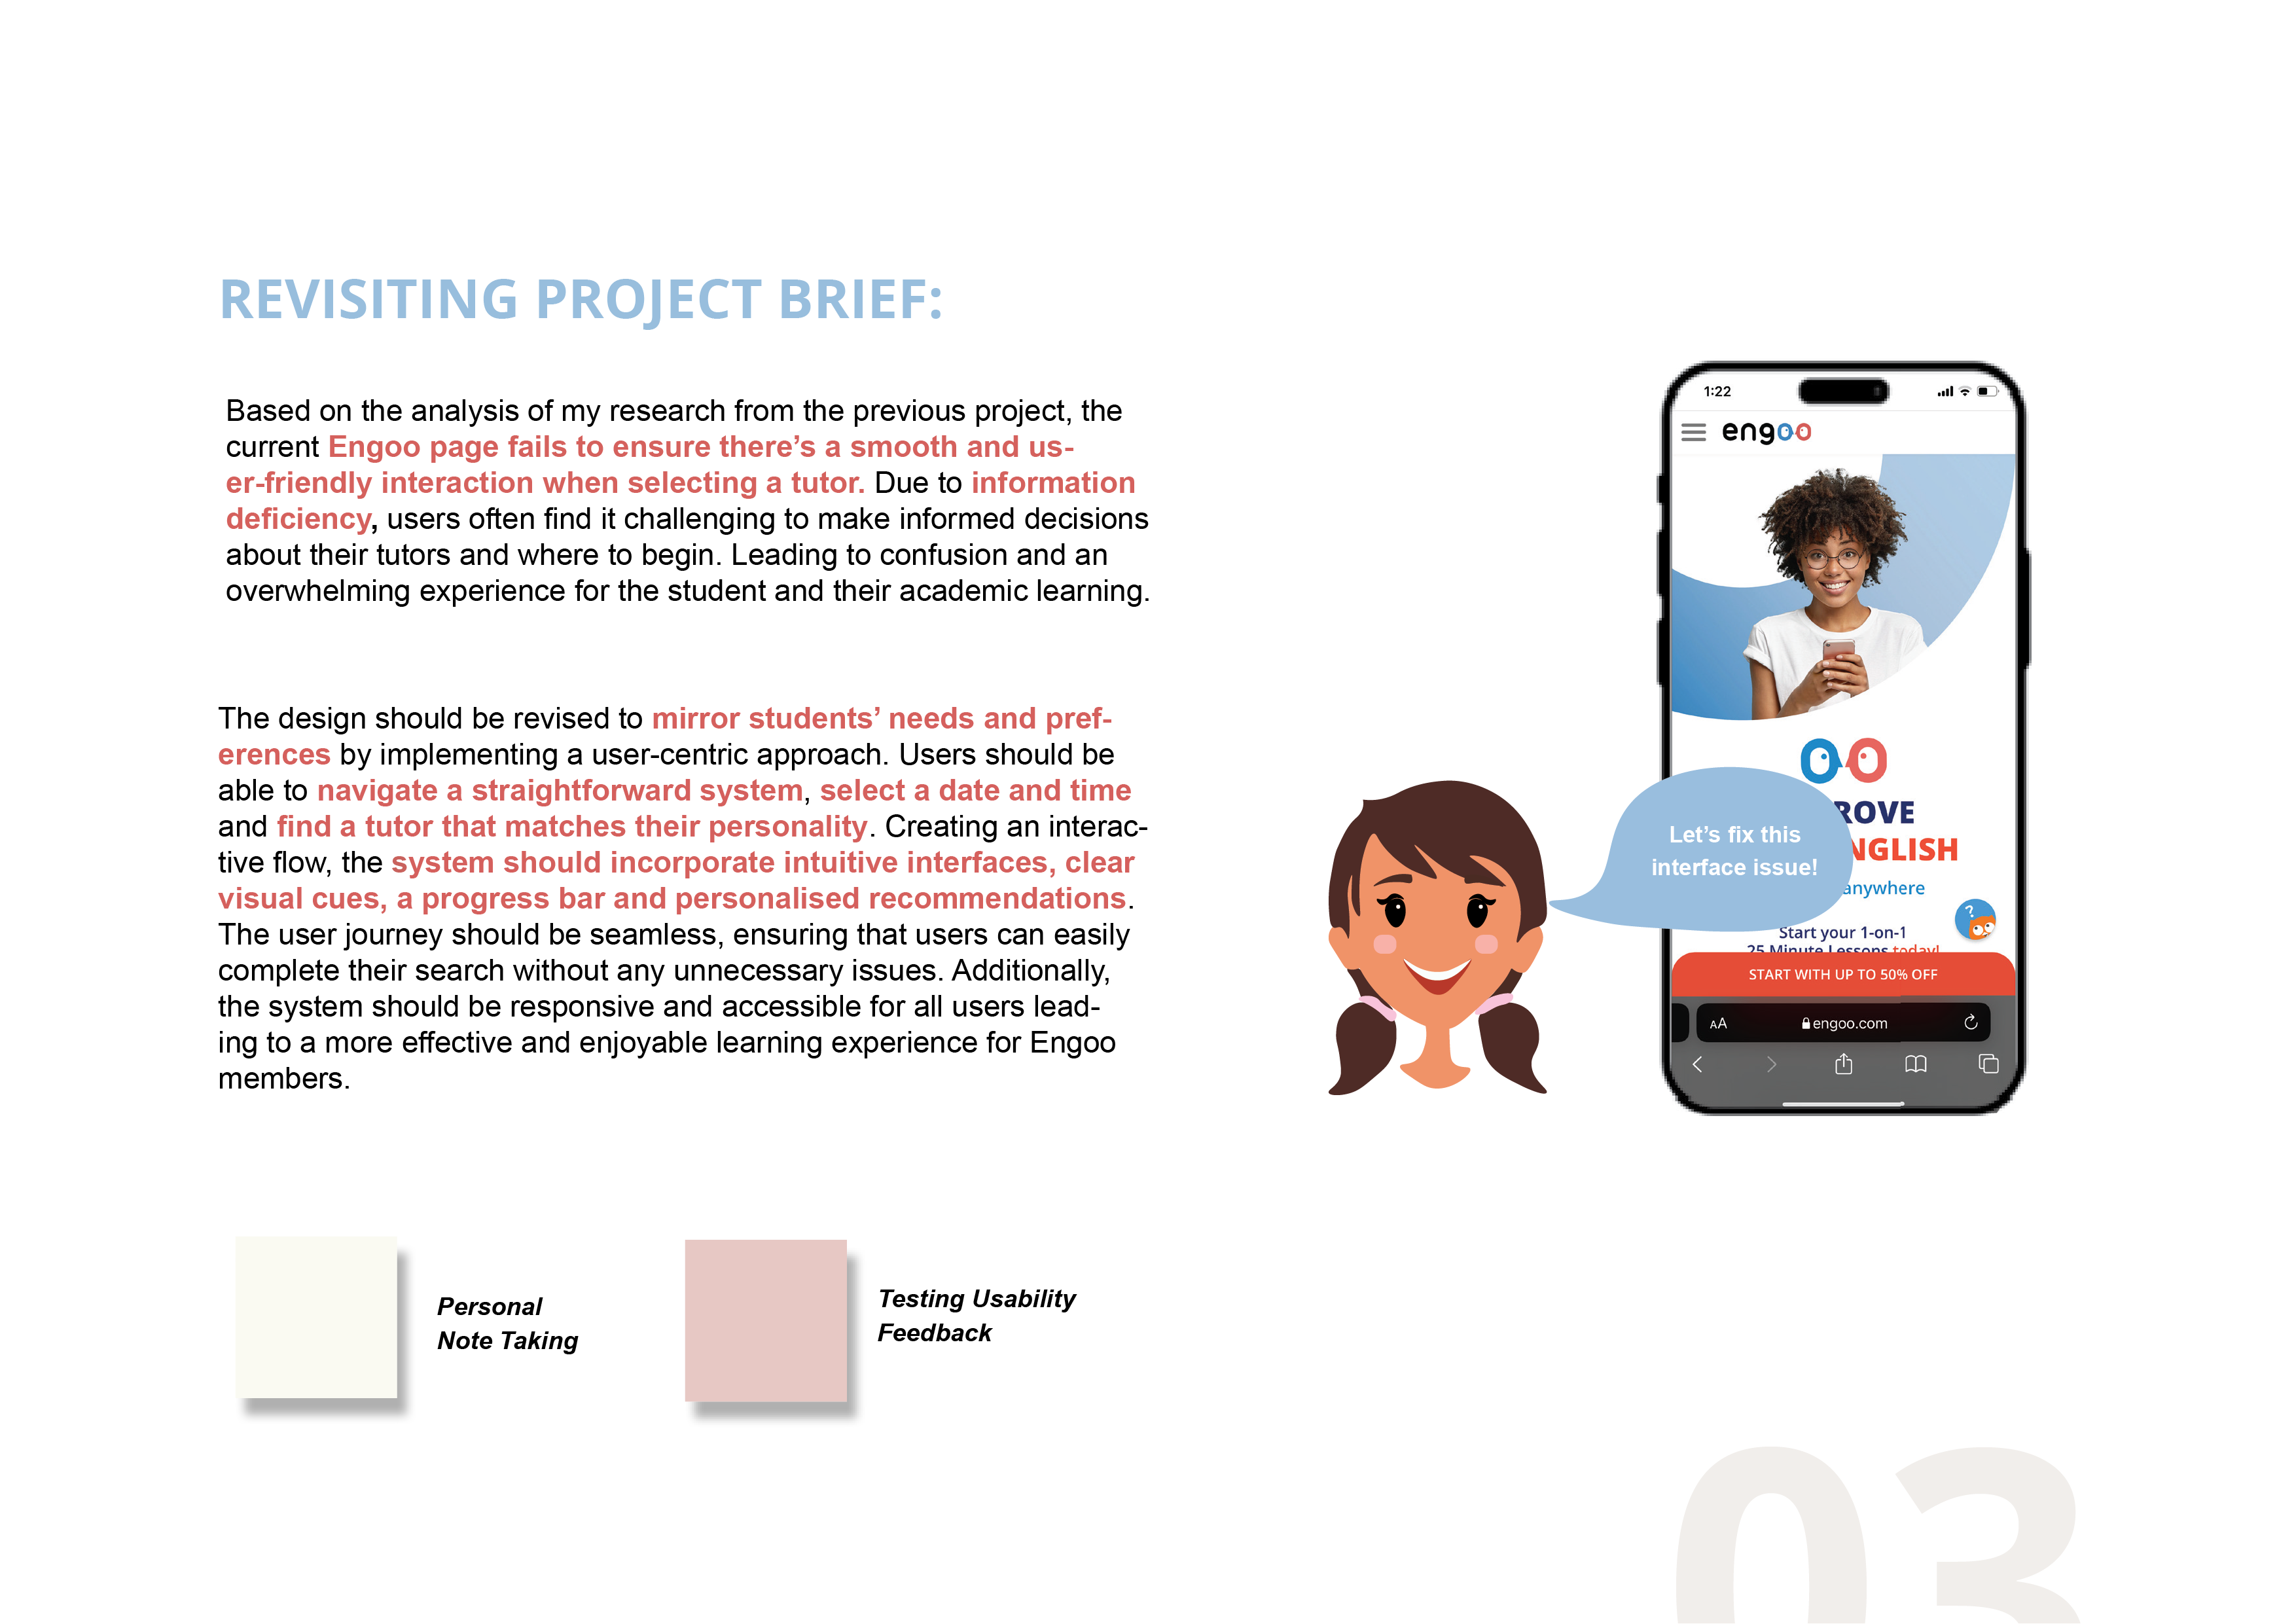 REVISITING PROJECT BRIEF:
Based on the analysis of my research from the previous project, the
current Engoo page fails to ensure there’s a smooth and us-
er-friendly interaction when selecting a tutor. Due to information
deficiency, users often find it challenging to make informed decisions
about their tutors and where to begin. Leading to confusion and an
overwhelming experience for the student and their academic learning.
The design should be revised to mirror students’ needs and pref-
erences by implementing a user-centric approach. Users should be
able to navigate a straightforward system, select a date and time
and find a tutor that matches their personality. Creating an interac-
tive flow, the system should incorporate intuitive interfaces, clear
visual cues, a progress bar and personalised recommendations.
The user journey should be seamless, ensuring that users can easily
complete their search without any unnecessary issues. Additionally,
the system should be responsive and accessible for all users lead-
ing to a more effective and enjoyable learning experience for Engoo
members.
Personal
Note Taking
Testing Usability
Feedback
1:22
engoo
Let’s fix this
interface issue!
ROVE
NGLISH
anywhere
Start your 1-on-1
25 Minute Lessons today!
START WITH UP TO 50% OFF
AA engoo.com
03